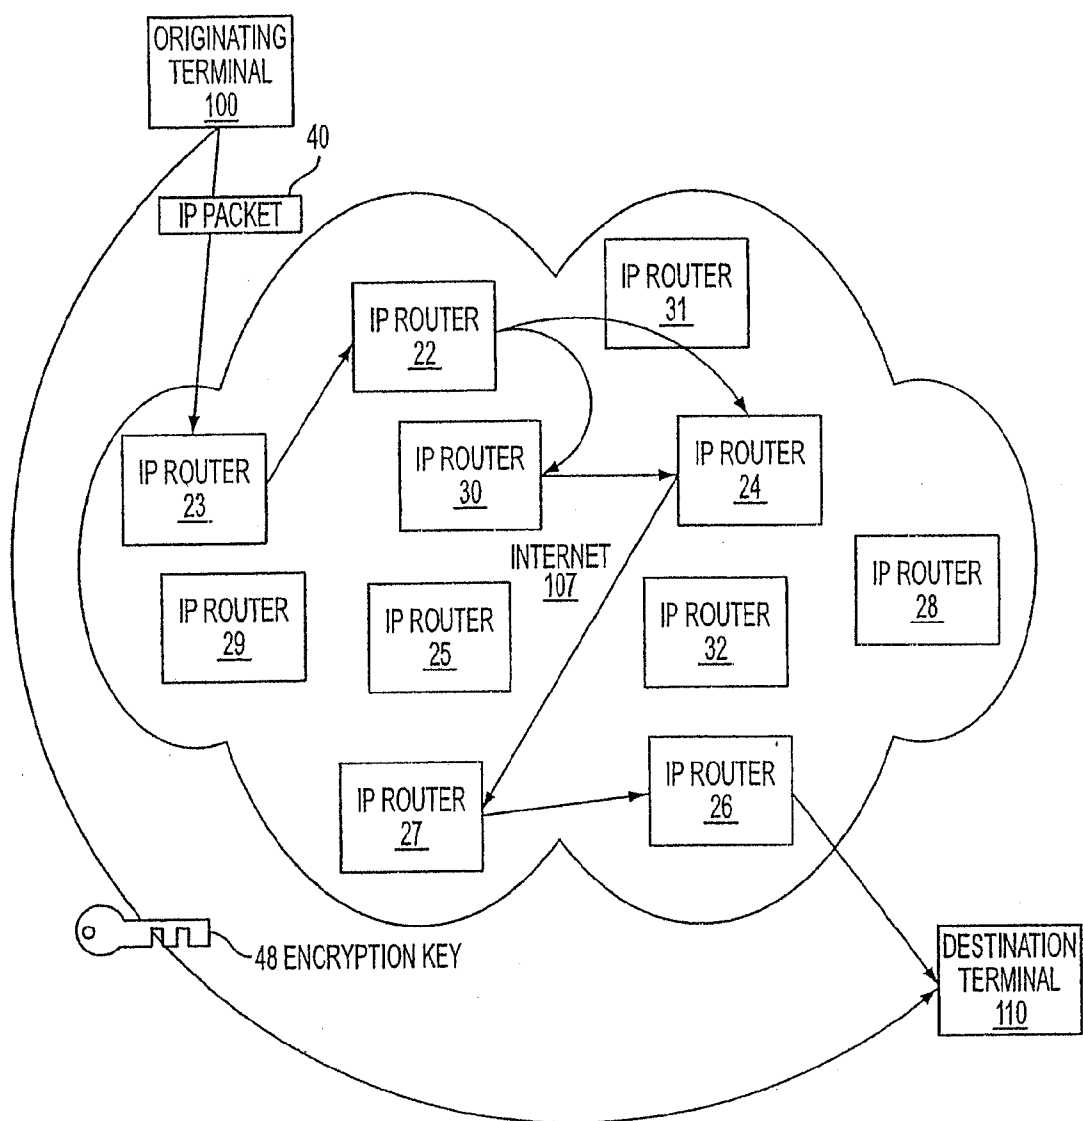 ORIGINATING
TERMINAL
100
40
IP PACKET
IP ROUTER
31
IP ROUTER
22
IP ROUTER
23
IP ROUTER
30
IP ROUTER
24
INTERNET
107
IP ROUTER
28
IP ROUTER
29
IP ROUTER
25
IP ROUTER
32
IP ROUTER
27
IP ROUTER
26
48 ENCRYPTION KEY
DESTINATION
TERMINAL
110